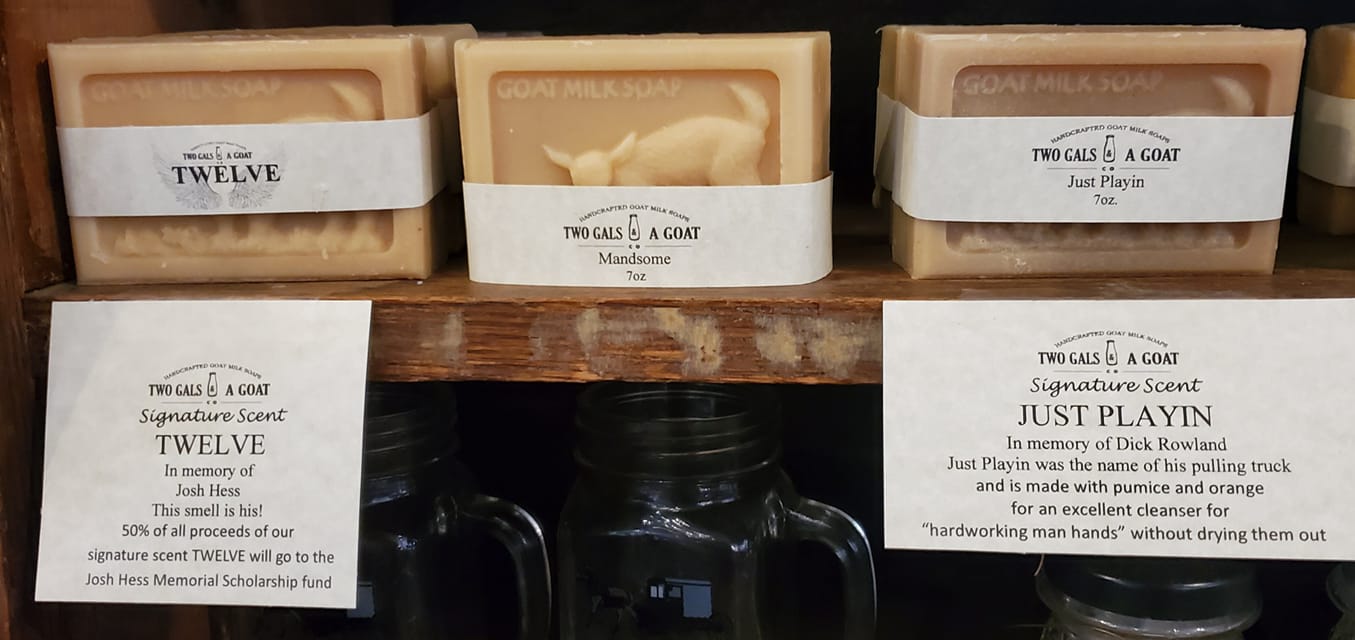 GOAT MILK SOAP
TWO GALS & A GOAT
TWELVE
GOAT MILK SOAP
HANDCRAFTED GOAT MILK SOAPS
TWO GALS & A GOAT
CO
Mandsome
7oz
GOAT MILK SOAP
HANDCRAFTED GOAT MILK SOAPS
TWO GALS & A GOAT
CO
Just Playin
7oz.
HANDCRAFTED GOAT MILK SOAPS
TWO GALS & A GOAT
CO
Signature Scent
TWELVE
In memory of
Josh Hess
This smell is his!
50% of all proceeds of our
signature scent TWELVE will go to the
Josh Hess Memorial Scholarship fund
HANDCRAFTED GOAT MILK SOAPS
TWO GALS & A GOAT
CO
Signature Scent
JUST PLAYIN
In memory of Dick Rowland
Just Playin was the name of his pulling truck
and is made with pumice and orange
for an excellent cleanser for
“hardworking man hands” without drying them out